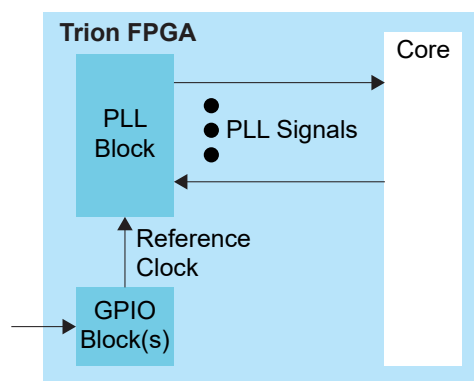 Trion FPGA
Core
PLL
Block
PLL Signals
Reference
Clock
GPIO
Block(s)